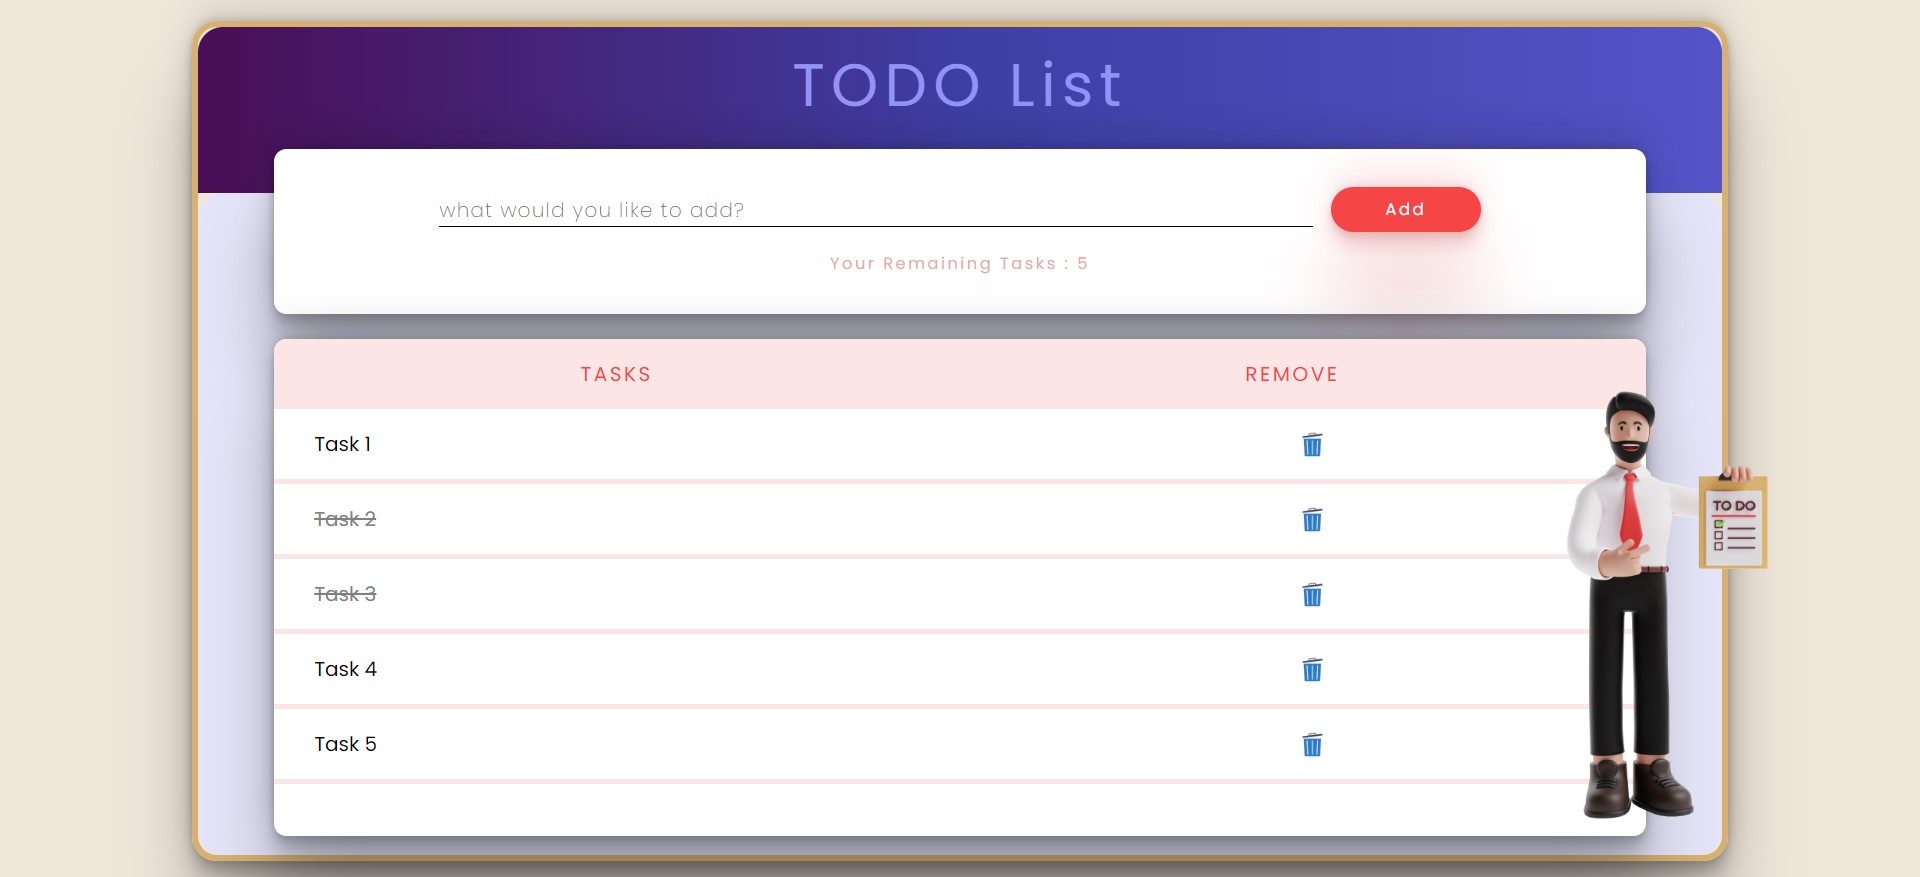 TODO List
what would you like to add?
Add
Your Remaining Tasks : 5
TASKS
REMOVE
Task 1
Task 2
Task 3
Task 4
Task 5
TO DO